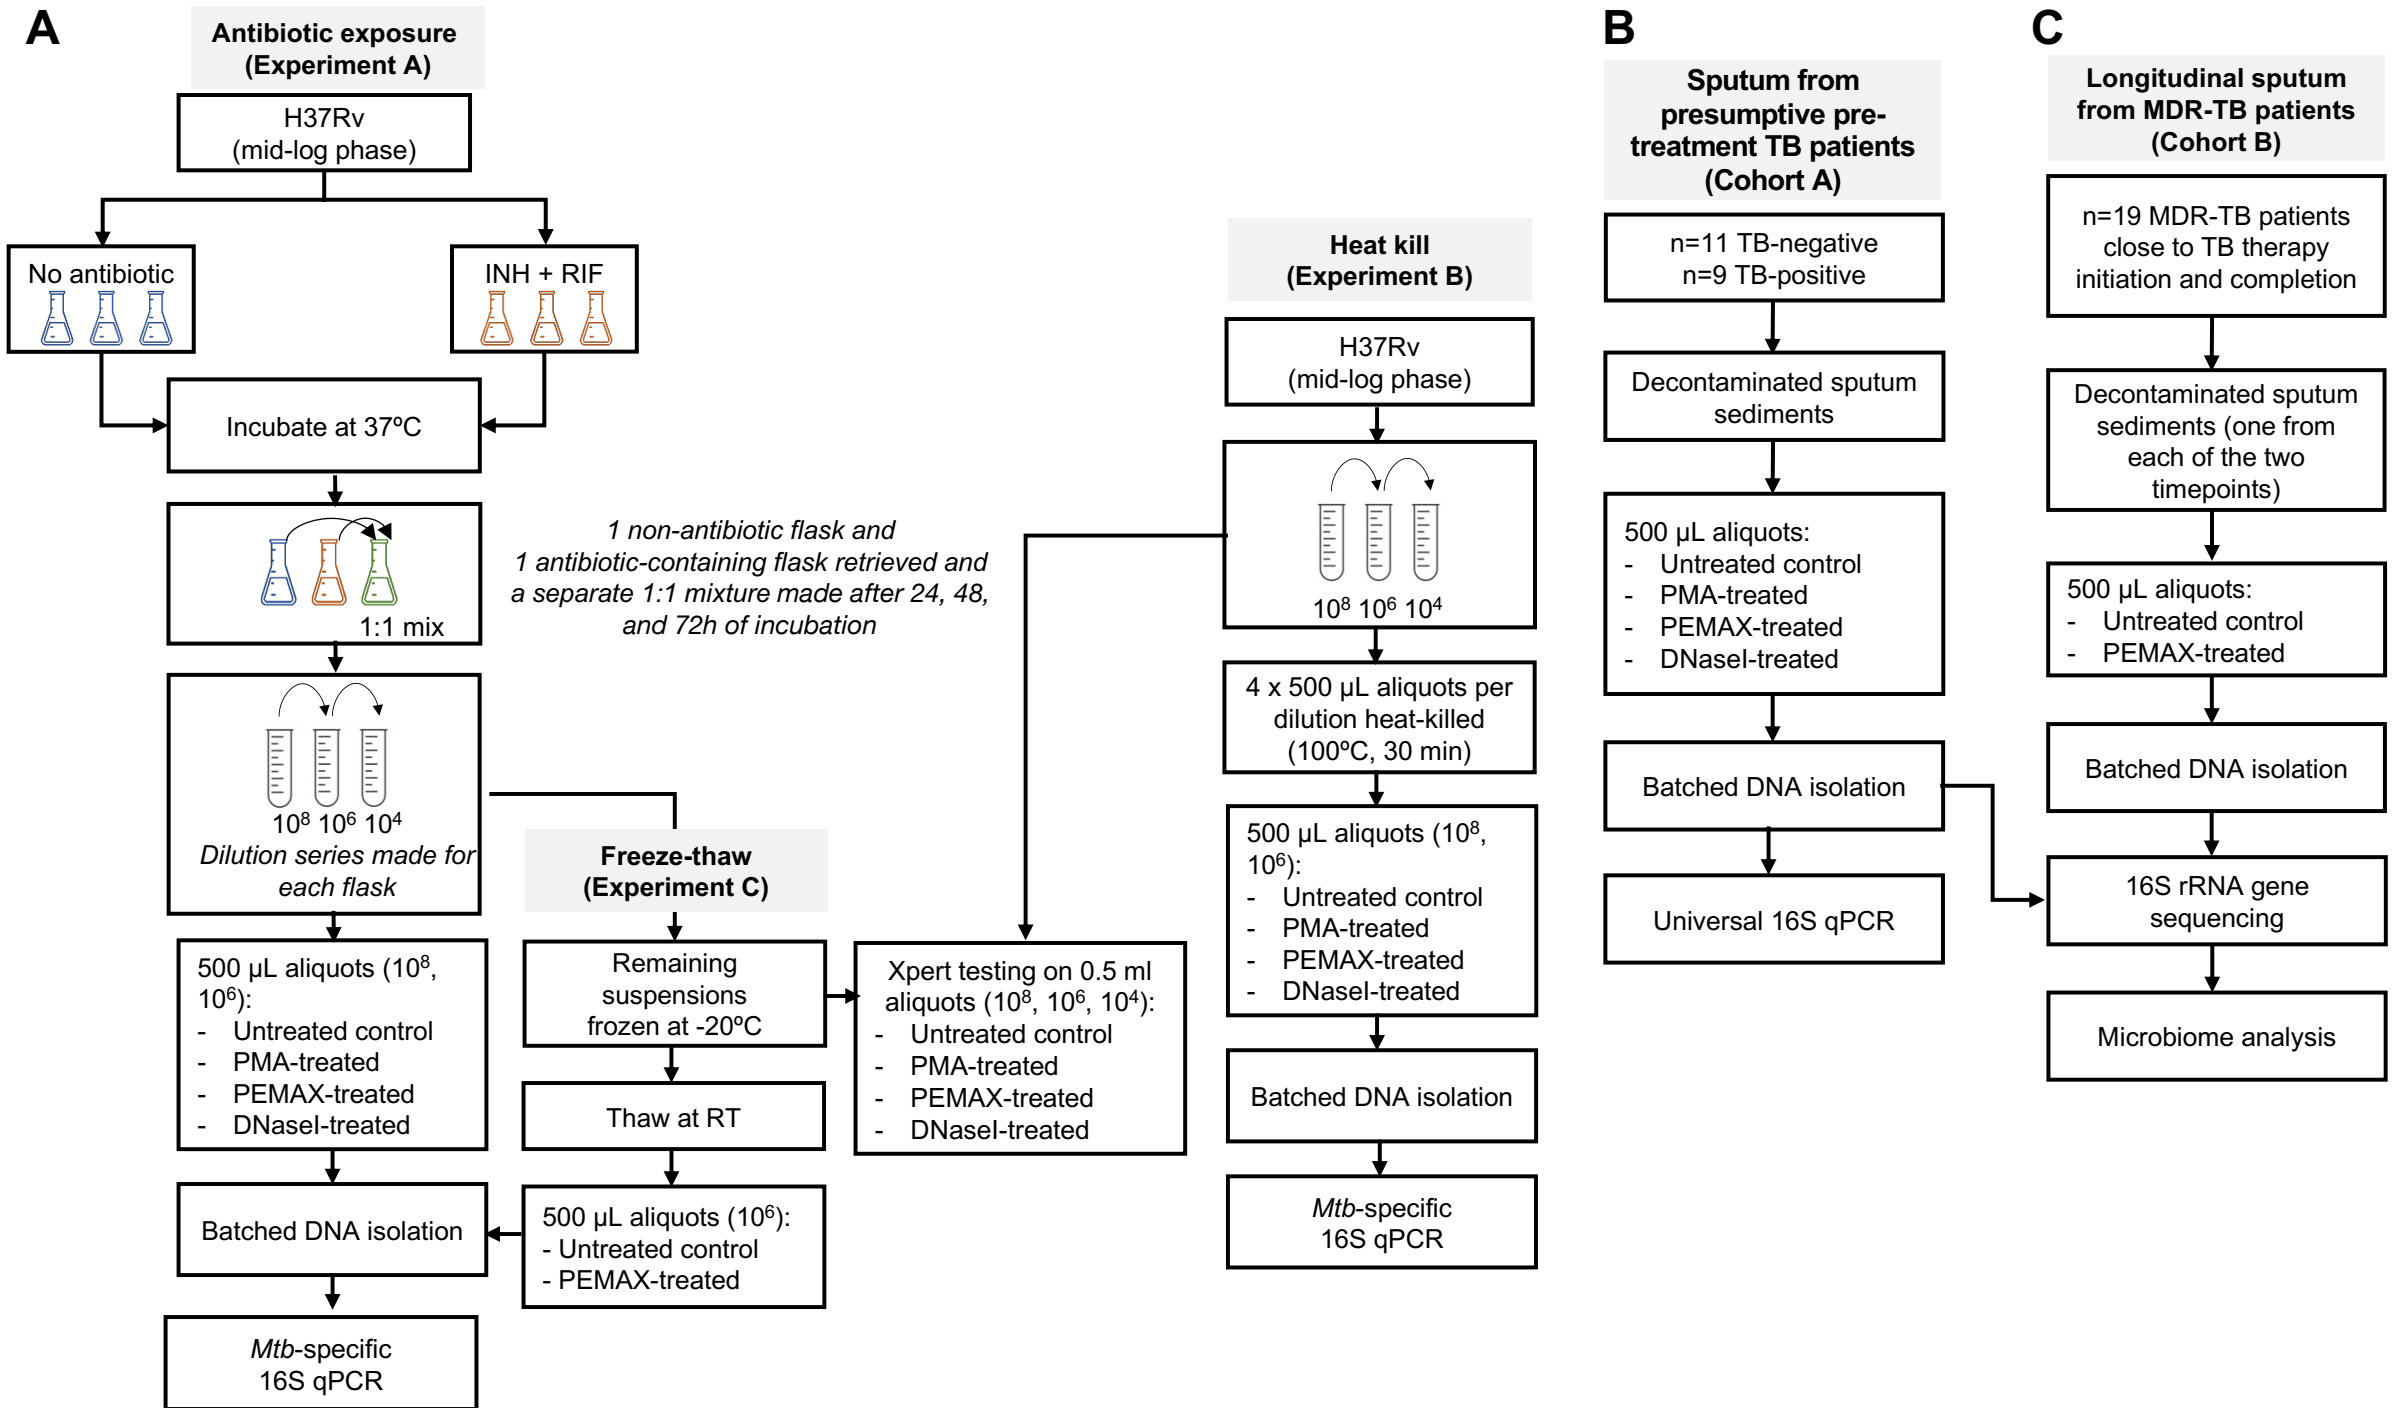 A
Antibiotic exposure
(Experiment A)
H37Rv
(mid-log phase)
No antibiotic
INH + RIF
Incubate at 37ºC
1:1 mix
1 non-antibiotic flask and
1 antibiotic-containing flask retrieved and
a separate 1:1 mixture made after 24, 48,
and 72h of incubation
10⁸ 10⁶ 10⁴
Dilution series made for
each flask
500 µL aliquots (10⁸,
10⁶):
- Untreated control
- PMA-treated
- PEMAX-treated
- DNaseI-treated
Batched DNA isolation
Mtb-specific
16S qPCR
Freeze-thaw
(Experiment C)
Remaining
suspensions
frozen at -20ºC
Thaw at RT
500 µL aliquots (10⁶):
- Untreated control
- PEMAX-treated
Xpert testing on 0.5 ml
aliquots (10⁸, 10⁶, 10⁴):
- Untreated control
- PMA-treated
- PEMAX-treated
- DNaseI-treated
Heat kill
(Experiment B)
H37Rv
(mid-log phase)
10⁸ 10⁶ 10⁴
4 x 500 µL aliquots per
dilution heat-killed
(100ºC, 30 min)
500 µL aliquots (10⁸,
10⁶):
- Untreated control
- PMA-treated
- PEMAX-treated
- DNaseI-treated
Batched DNA isolation
Mtb-specific
16S qPCR
B
Sputum from
presumptive pre-
treatment TB patients
(Cohort A)
n=11 TB-negative
n=9 TB-positive
Decontaminated sputum
sediments
500 µL aliquots:
- Untreated control
- PMA-treated
- PEMAX-treated
- DNaseI-treated
Batched DNA isolation
Universal 16S qPCR
C
Longitudinal sputum
from MDR-TB patients
(Cohort B)
n=19 MDR-TB patients
close to TB therapy
initiation and completion
Decontaminated sputum
sediments (one from
each of the two
timepoints)
500 µL aliquots:
- Untreated control
- PEMAX-treated
Batched DNA isolation
16S rRNA gene
sequencing
Microbiome analysis